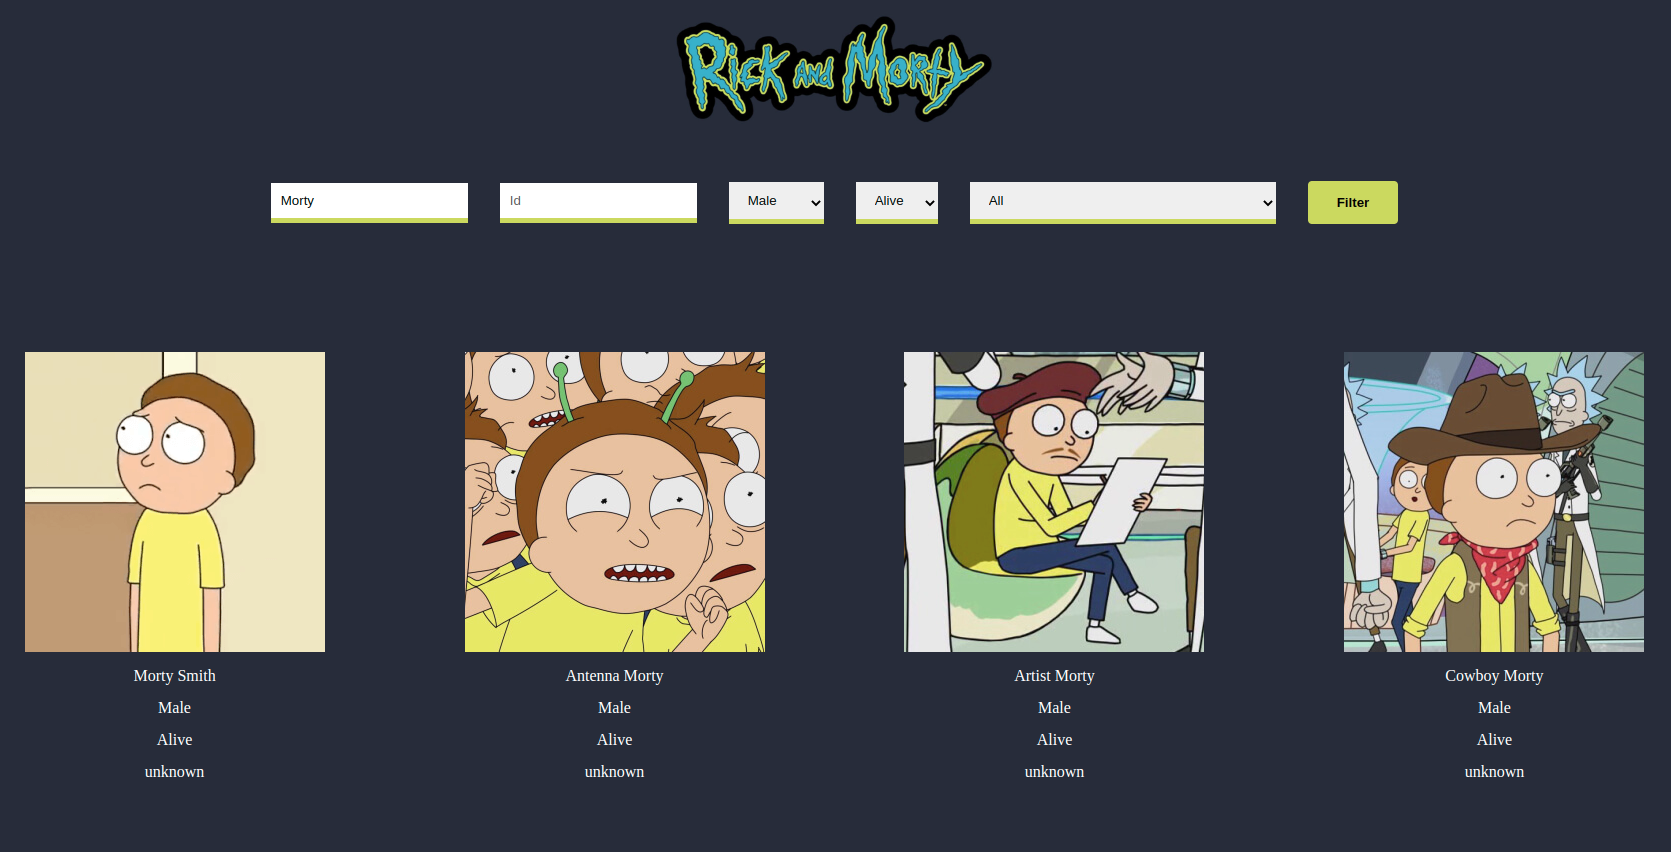 Rick and Morty
Morty Id Male Alive All Filter
Morty Smith Antenna Morty Artist Morty Cowboy Morty
Male Male Male Male
Alive Alive Alive Alive
unknown unknown unknown unknown